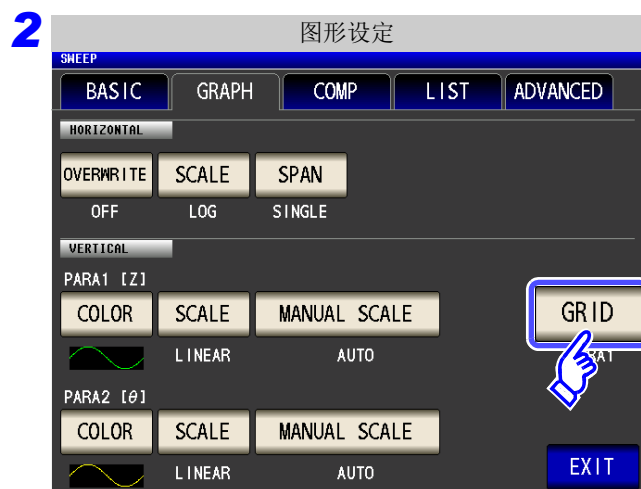 2
图形设定
SWEEP
BASIC GRAPH COMP LIST ADVANCED
HORIZONTAL
OVERWRITE SCALE SPAN
OFF LOG SINGLE
VERTICAL
PARA1 [Z]
COLOR SCALE MANUAL SCALE GRID
LINEAR AUTO
PARA2 [θ]
COLOR SCALE MANUAL SCALE
LINEAR AUTO EXIT